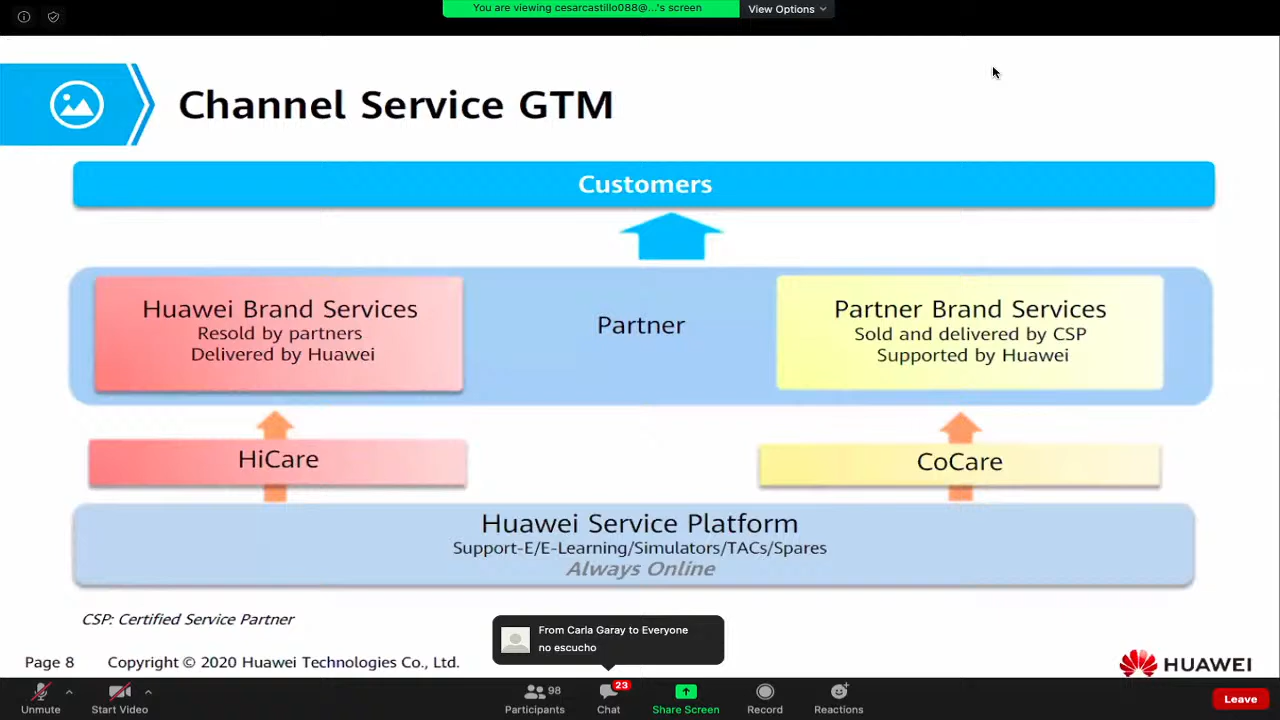 You are viewing cesarcastillo088@...'s screen
View Options
Channel Service GTM
Customers
Huawei Brand Services
Resold by partners
Delivered by Huawei
Partner
Partner Brand Services
Sold and delivered by CSP
Supported by Huawei
HiCare
CoCare
Huawei Service Platform
Support-E/E-Learning/Simulators/TACs/Spares
Always Online
CSP: Certified Service Partner
From Carla Garay to Everyone
no escucho
Page 8
Copyright © 2020 Huawei Technologies Co., Ltd.
HUAWEI
Unmute
Start Video
98
Participants
23
Chat
Share Screen
Record
Reactions
Leave